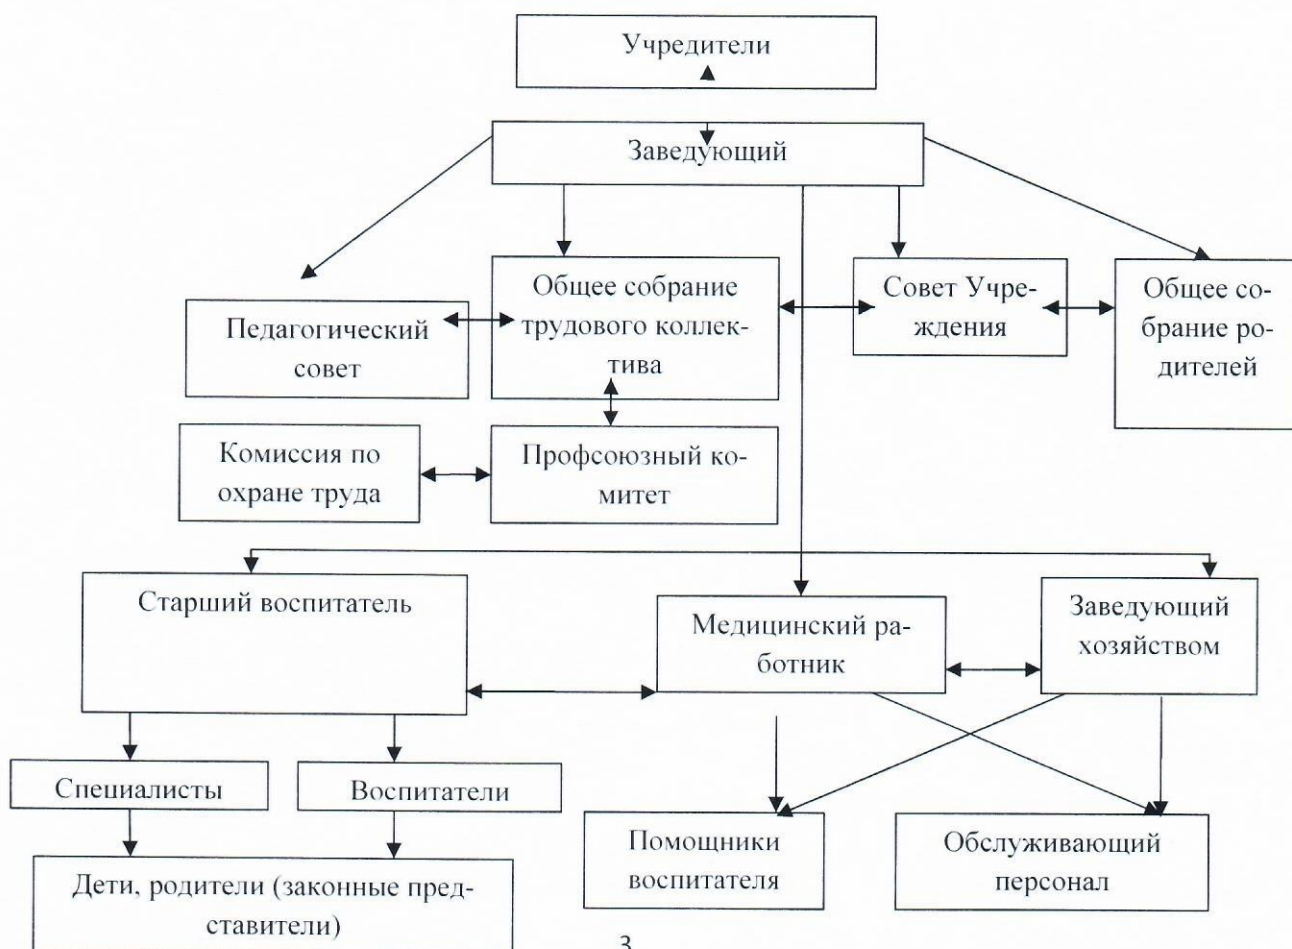 Учредители
Заведующий
Педагогический
совет
Общее собрание
трудового коллек-
тива
Совет Учре-
ждения
Общее со-
брание ро-
дителей
Комиссия по
охране труда
Профсоюзный ко-
митет
Старший воспитатель
Медицинский ра-
ботник
Заведующий
хозяйством
Специалисты
Воспитатели
Помощники
воспитателя
Обслуживающий
персонал
Дети, родители (законные пред-
ставители)
3